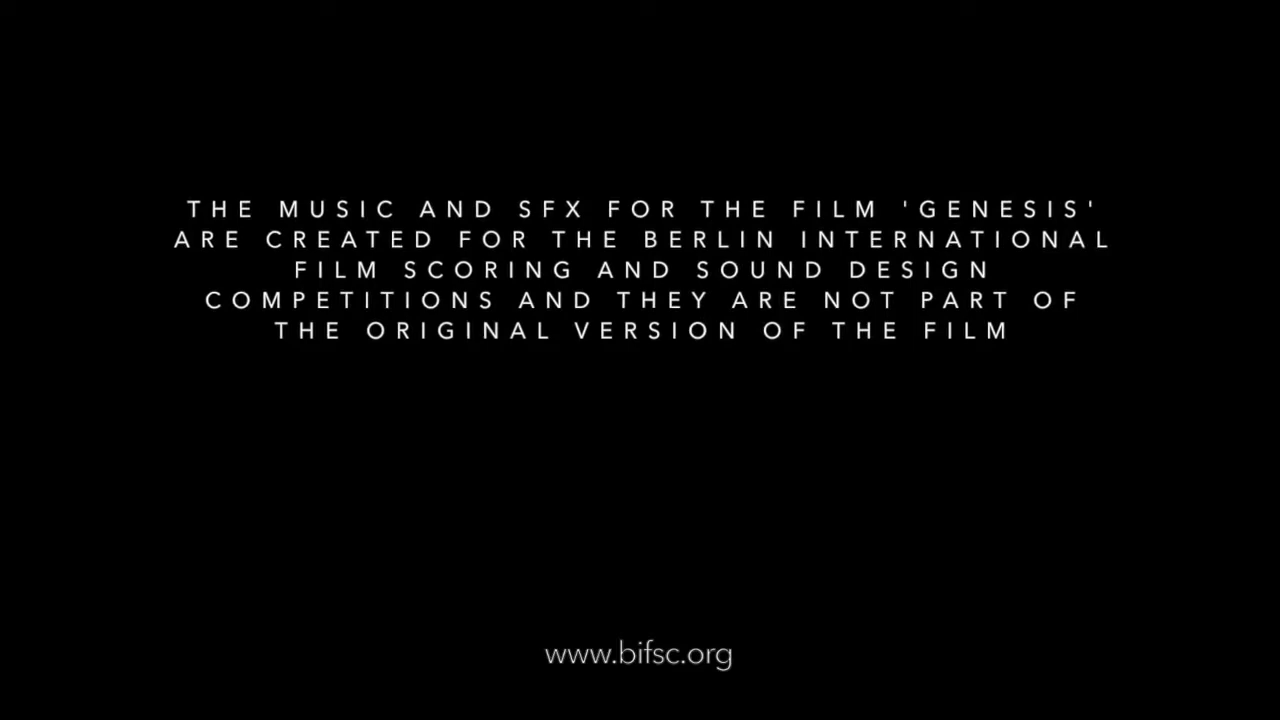 THE MUSIC AND SFX FOR THE FILM 'GENESIS'
ARE CREATED FOR THE BERLIN INTERNATIONAL
FILM SCORING AND SOUND DESIGN
COMPETITIONS AND THEY ARE NOT PART OF
THE ORIGINAL VERSION OF THE FILM
www.bifsc.org